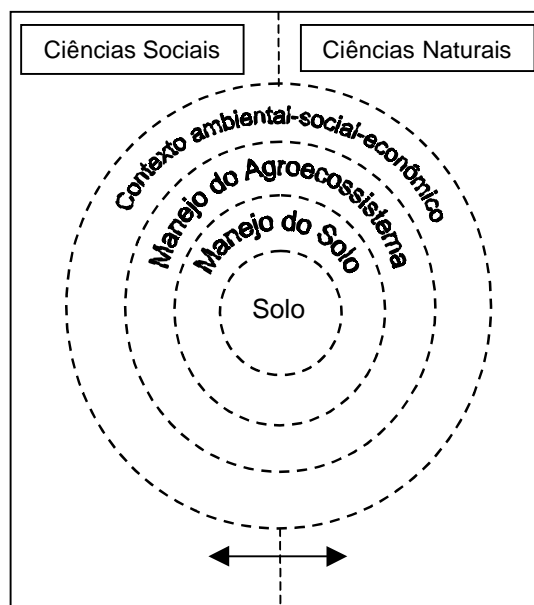 Ciências Sociais
Ciências Naturais
Contexto ambiental-social-econômico
Manejo do Agroecossistema
Manejo do Solo
Solo